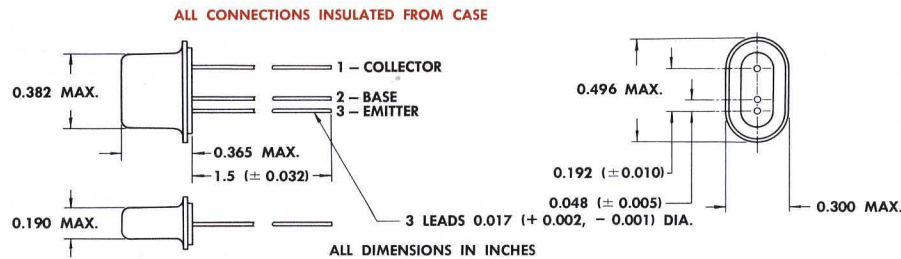 ALL CONNECTIONS INSULATED FROM CASE
1 – COLLECTOR
0.382 MAX.
2 – BASE
3 – EMITTER
0.365 MAX.
1.5 (± 0.032)
0.190 MAX.
3 LEADS 0.017 (+ 0.002, – 0.001) DIA.
ALL DIMENSIONS IN INCHES
0.496 MAX.
0.192 (±0.010)
0.048 (± 0.005)
0.300 MAX.